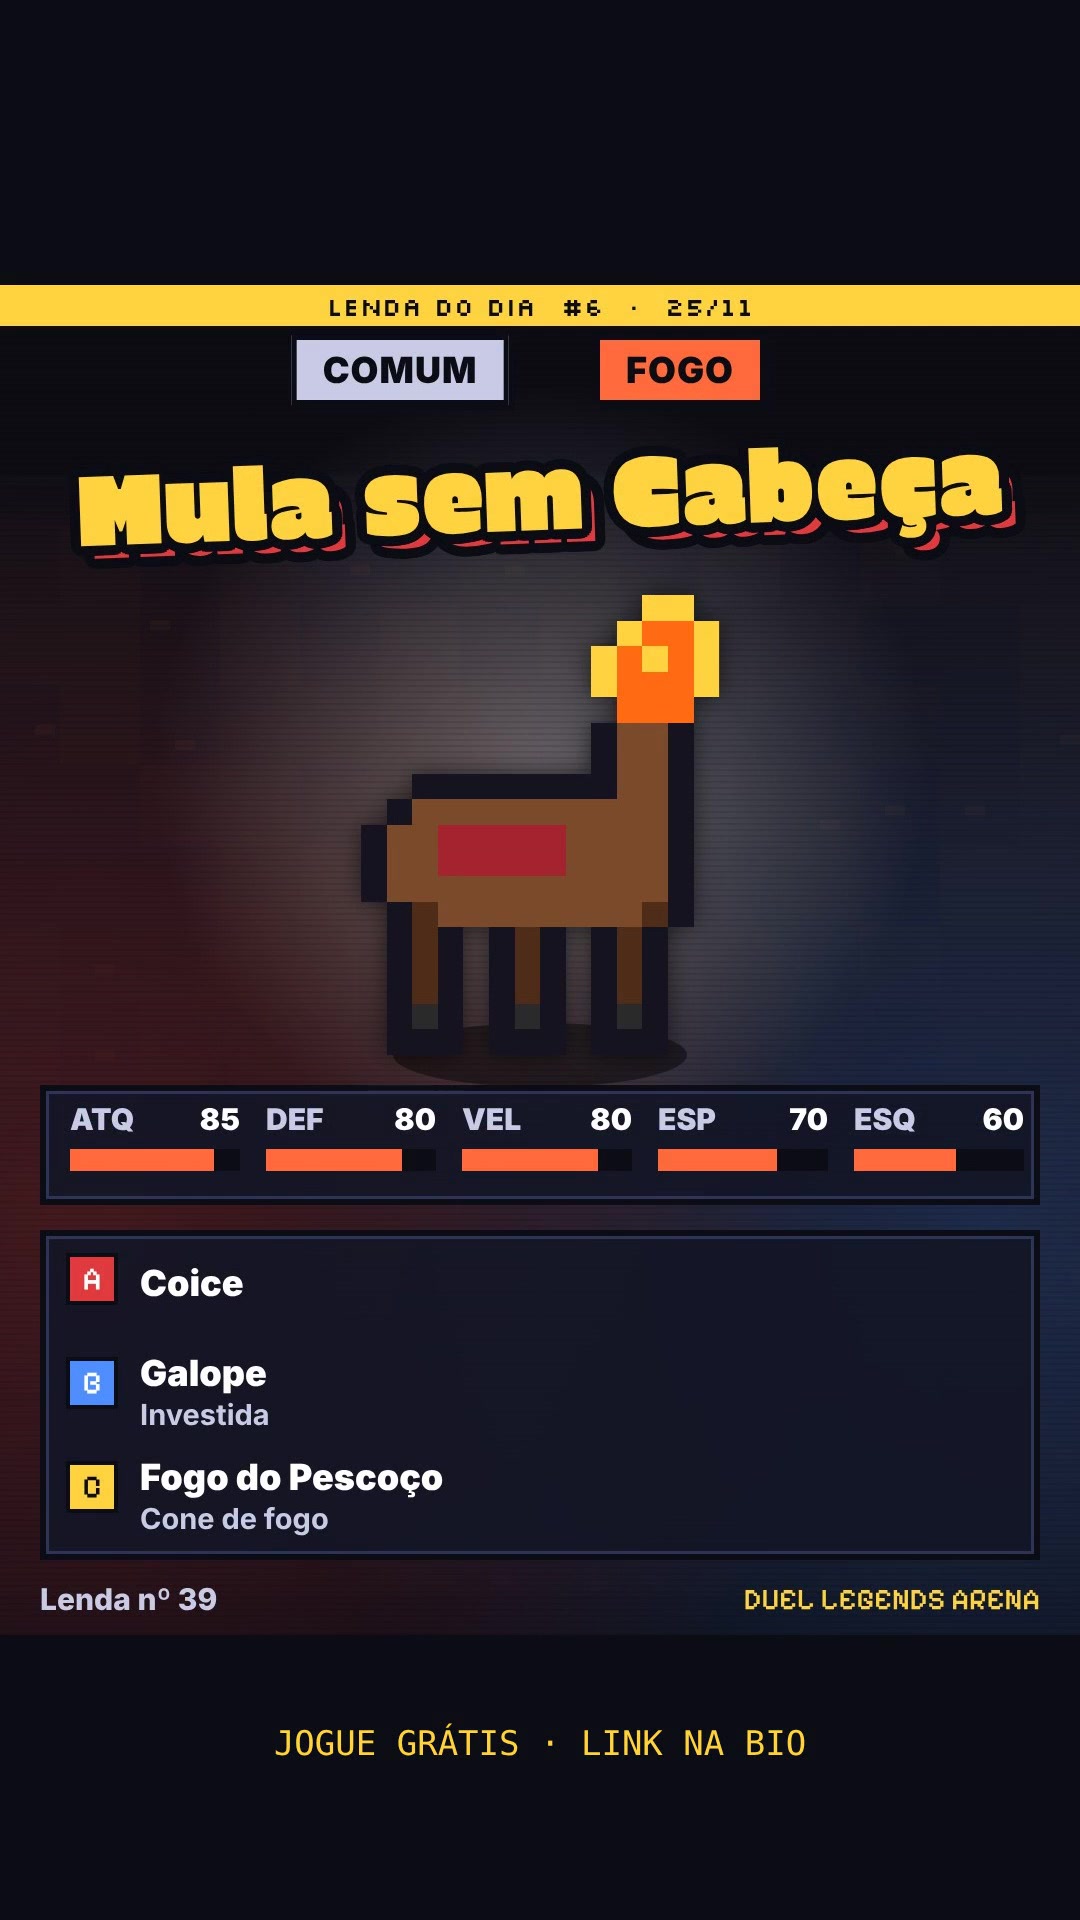 LENDA DO DIA #6 · 25/11
COMUM FOGO
Mula sem Cabeça
ATQ 85 DEF 80 VEL 80 ESP 70 ESQ 60
A Coice
B Galope
Investida
C Fogo do Pescoço
Cone de fogo
Lenda nº 39 DUEL LEGENDS ARENA
JOGUE GRÁTIS · LINK NA BIO